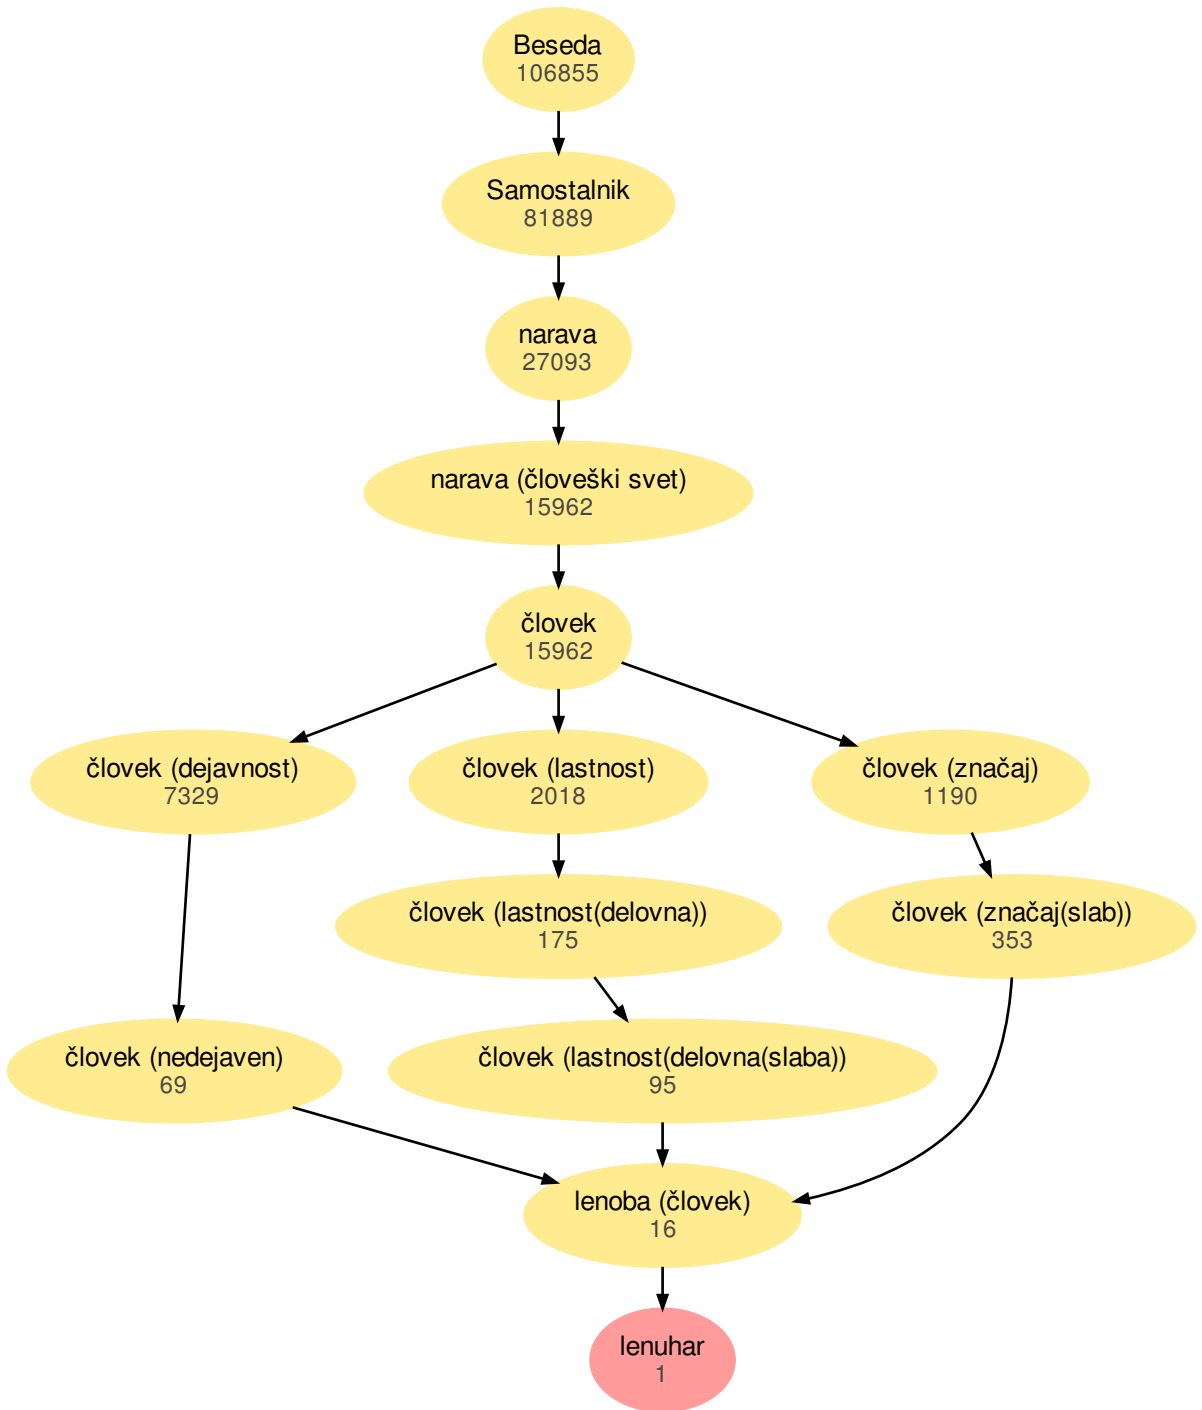 Beseda
106855
Samostalnik
81889
narava
27093
narava (človeški svet)
15962
človek
15962
človek (dejavnost)
7329
človek (lastnost)
2018
človek (značaj)
1190
človek (lastnost(delovna))
175
človek (značaj(slab))
353
človek (nedejaven)
69
človek (lastnost(delovna(slaba))
95
lenoba (človek)
16
lenuhar
1